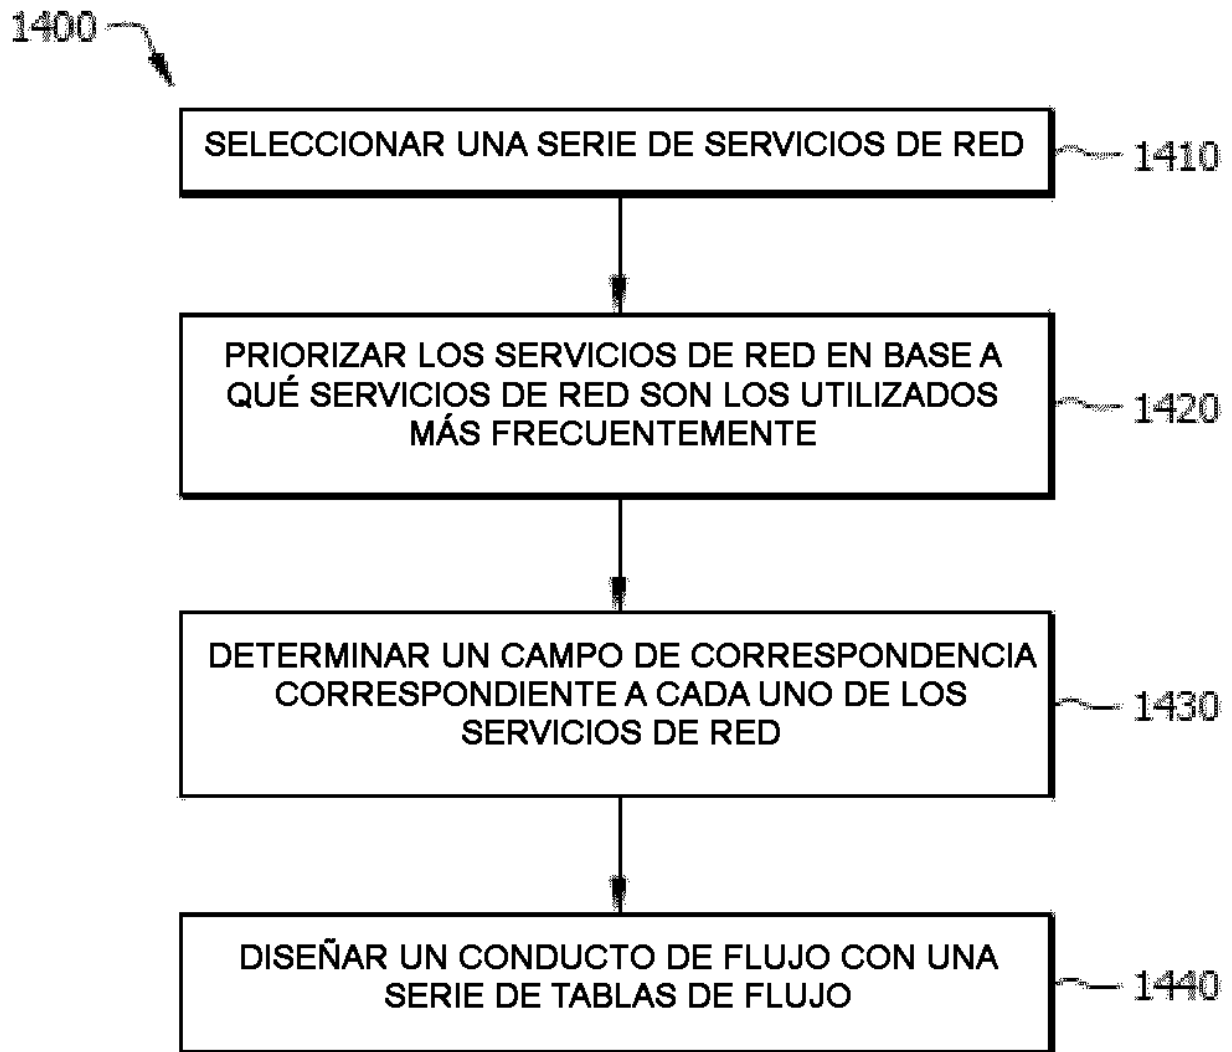 1400
SELECCIONAR UNA SERIE DE SERVICIOS DE RED
1410
PRIORIZAR LOS SERVICIOS DE RED EN BASE A
QUÉ SERVICIOS DE RED SON LOS UTILIZADOS
MÁS FRECUENTEMENTE
1420
DETERMINAR UN CAMPO DE CORRESPONDENCIA
CORRESPONDIENTE A CADA UNO DE LOS
SERVICIOS DE RED
1430
DISEÑAR UN CONDUCTO DE FLUJO CON UNA
SERIE DE TABLAS DE FLUJO
1440